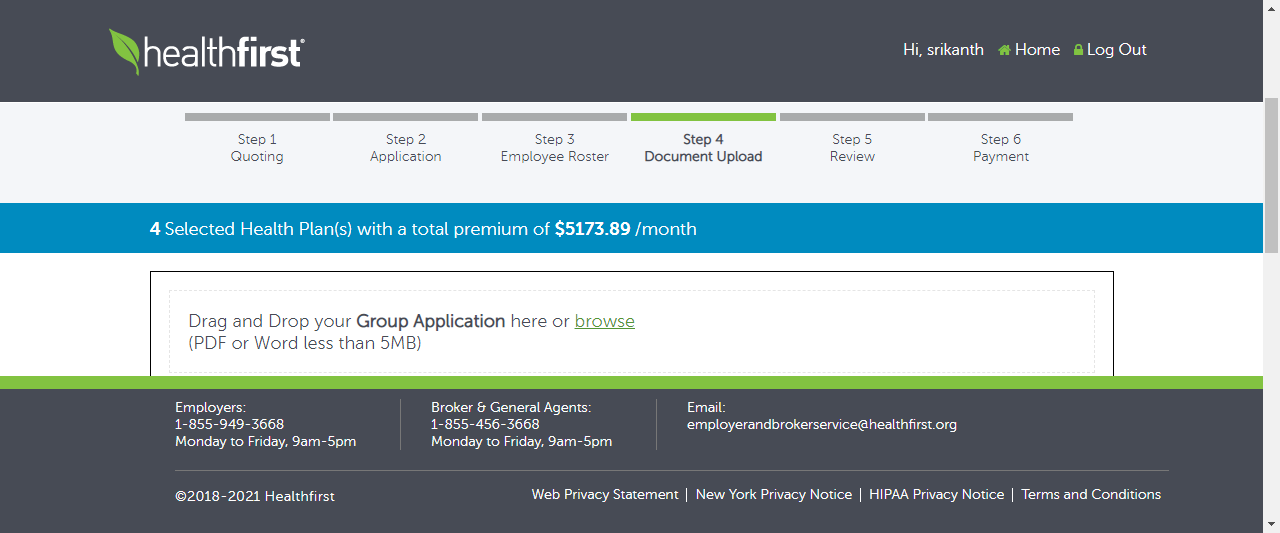 healthfirst®
Hi, srikanth Home Log Out
Step 1
Quoting
Step 2
Application
Step 3
Employee Roster
Step 4
Document Upload
Step 5
Review
Step 6
Payment
4 Selected Health Plan(s) with a total premium of $5173.89 /month
Drag and Drop your Group Application here or browse
(PDF or Word less than 5MB)
Employers:
1-855-949-3668
Monday to Friday, 9am-5pm
Broker & General Agents:
1-855-456-3668
Monday to Friday, 9am-5pm
Email:
employerandbrokerservice@healthfirst.org
©2018-2021 Healthfirst
Web Privacy Statement | New York Privacy Notice | HIPAA Privacy Notice | Terms and Conditions